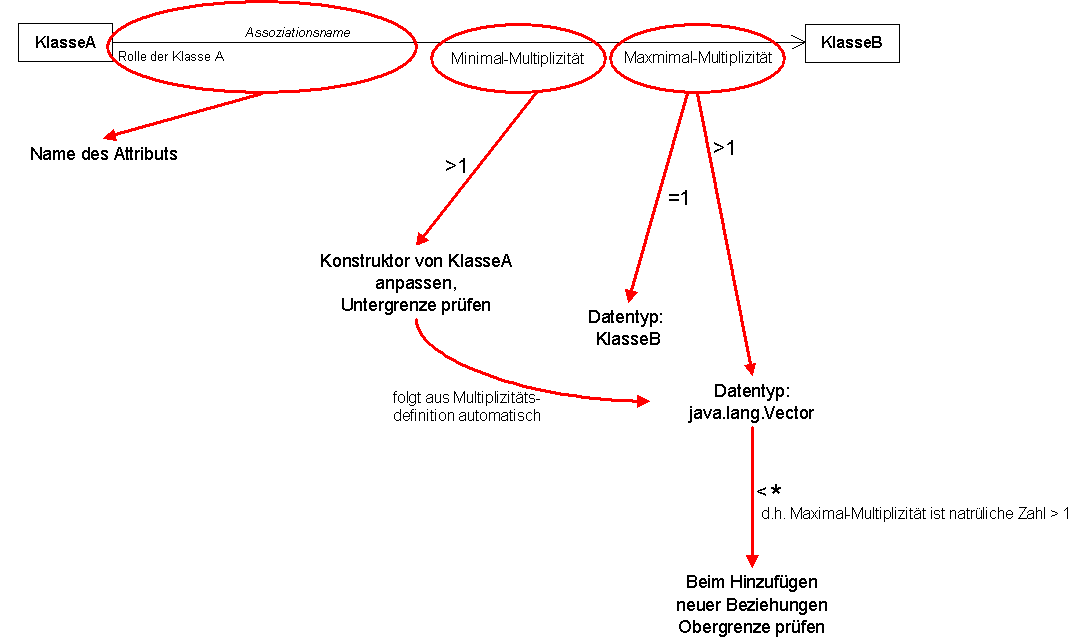 Assoziationsname
KlasseA
KlasseB
Rolle der Klasse A
Minimal-Multiplizität
Maxmimal-Multiplizität
Name des Attributs
>1
>1
=1
Konstruktor von KlasseA
anpassen,
Untergrenze prüfen
Datentyp:
KlasseB
folgt aus Multiplizitäts-
definition automatisch
Datentyp:
java.lang.Vector
< *
d.h. Maximal-Multiplizität ist natrüliche Zahl > 1
Beim Hinzufügen
neuer Beziehungen
Obergrenze prüfen